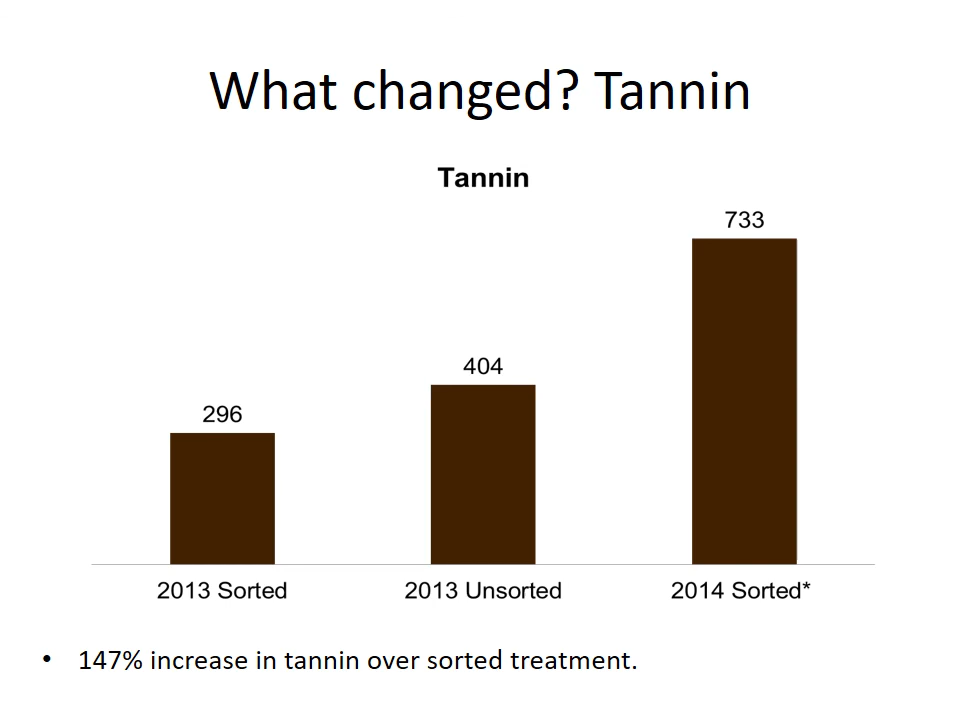 What changed? Tannin
Tannin
733
404
296
2013 Sorted 2013 Unsorted 2014 Sorted*
• 147% increase in tannin over sorted treatment.